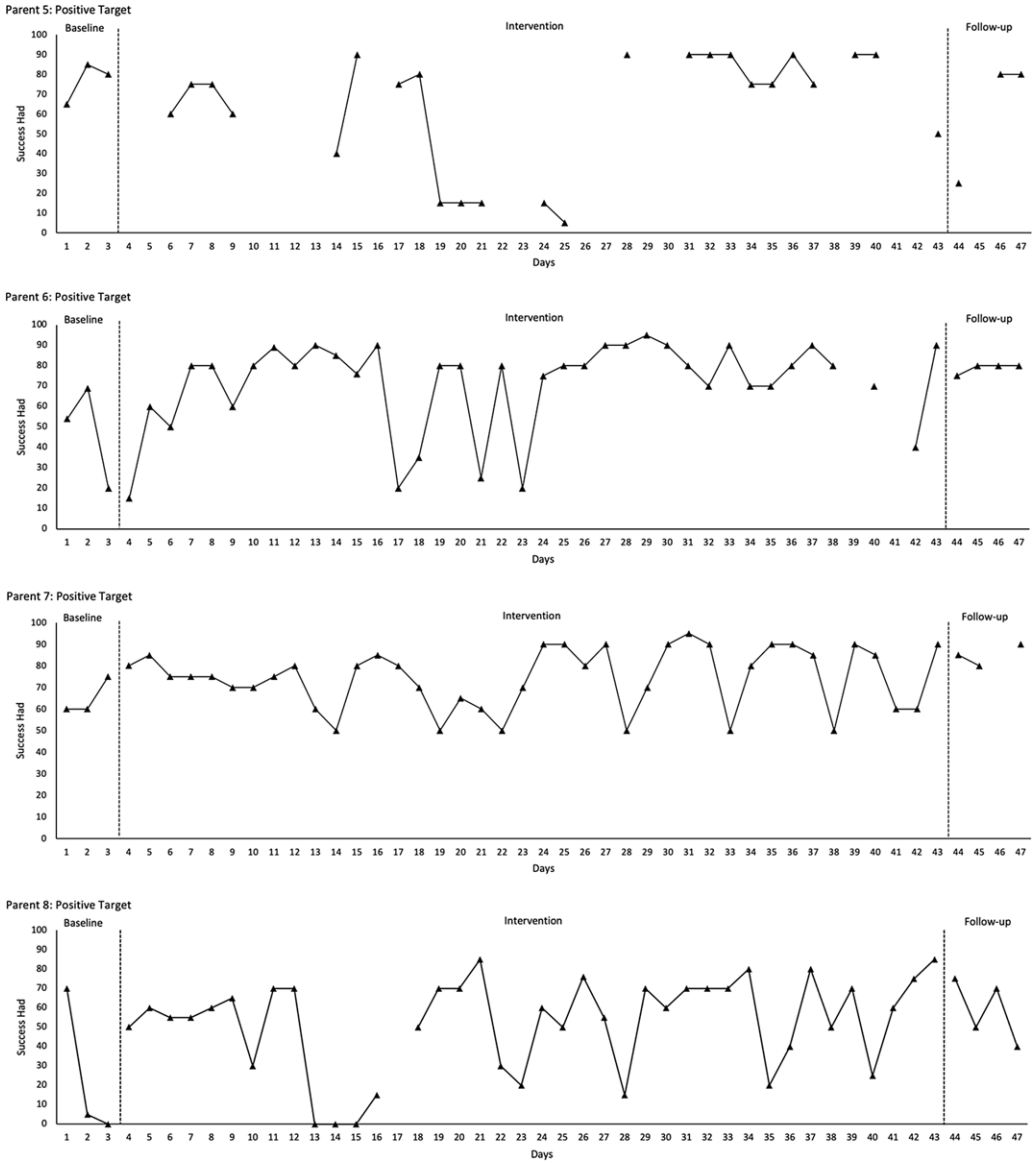 Parent 5: Positive Target
Baseline Intervention Follow-up
100
90
80
70
60
50
40
30
20
10
0
Success Had
1 2 3 4 5 6 7 8 9 10 11 12 13 14 15 16 17 18 19 20 21 22 23 24 25 26 27 28 29 30 31 32 33 34 35 36 37 38 39 40 41 42 43 44 45 46 47
Days
Parent 6: Positive Target
Baseline Intervention Follow-up
100
90
80
70
60
50
40
30
20
10
0
Success Had
1 2 3 4 5 6 7 8 9 10 11 12 13 14 15 16 17 18 19 20 21 22 23 24 25 26 27 28 29 30 31 32 33 34 35 36 37 38 39 40 41 42 43 44 45 46 47
Days
Parent 7: Positive Target
Baseline Intervention Follow-up
100
90
80
70
60
50
40
30
20
10
0
Success Had
1 2 3 4 5 6 7 8 9 10 11 12 13 14 15 16 17 18 19 20 21 22 23 24 25 26 27 28 29 30 31 32 33 34 35 36 37 38 39 40 41 42 43 44 45 46 47
Days
Parent 8: Positive Target
Baseline Intervention Follow-up
100
90
80
70
60
50
40
30
20
10
0
Success Had
1 2 3 4 5 6 7 8 9 10 11 12 13 14 15 16 17 18 19 20 21 22 23 24 25 26 27 28 29 30 31 32 33 34 35 36 37 38 39 40 41 42 43 44 45 46 47
Days